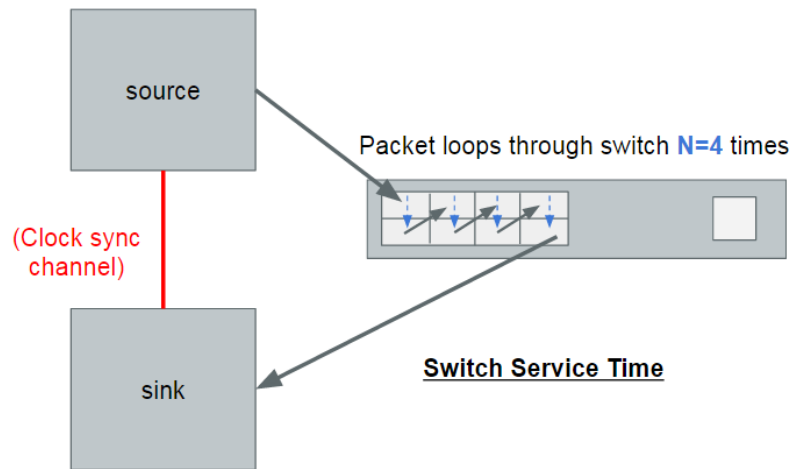 source
Packet loops through switch N=4 times
(Clock sync
channel)
Switch Service Time
sink